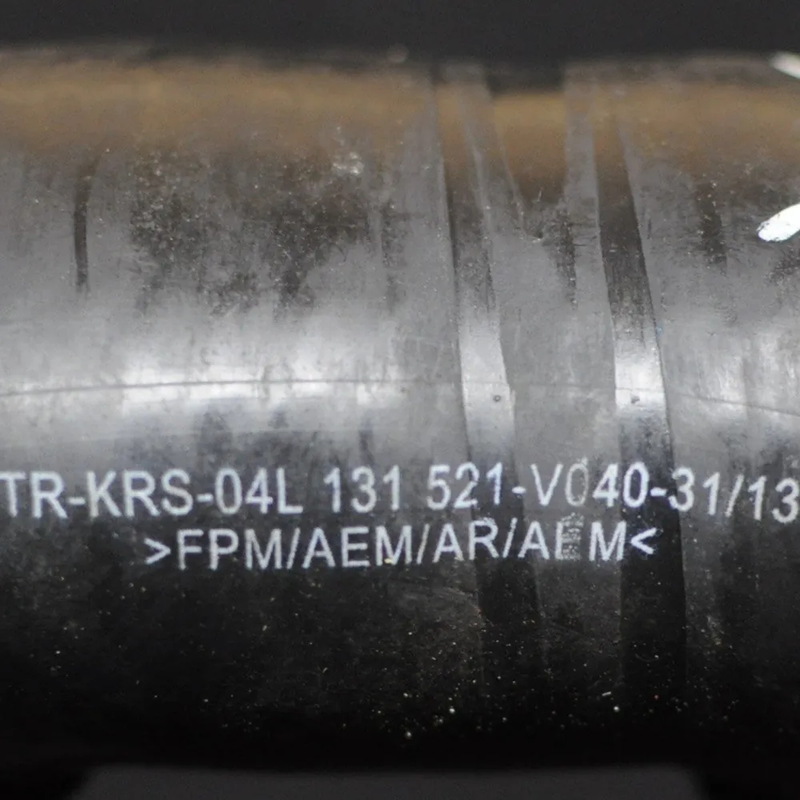 TR-KRS-04L 131 521-V040-31/13
>FPM/AEM/AR/AEM<